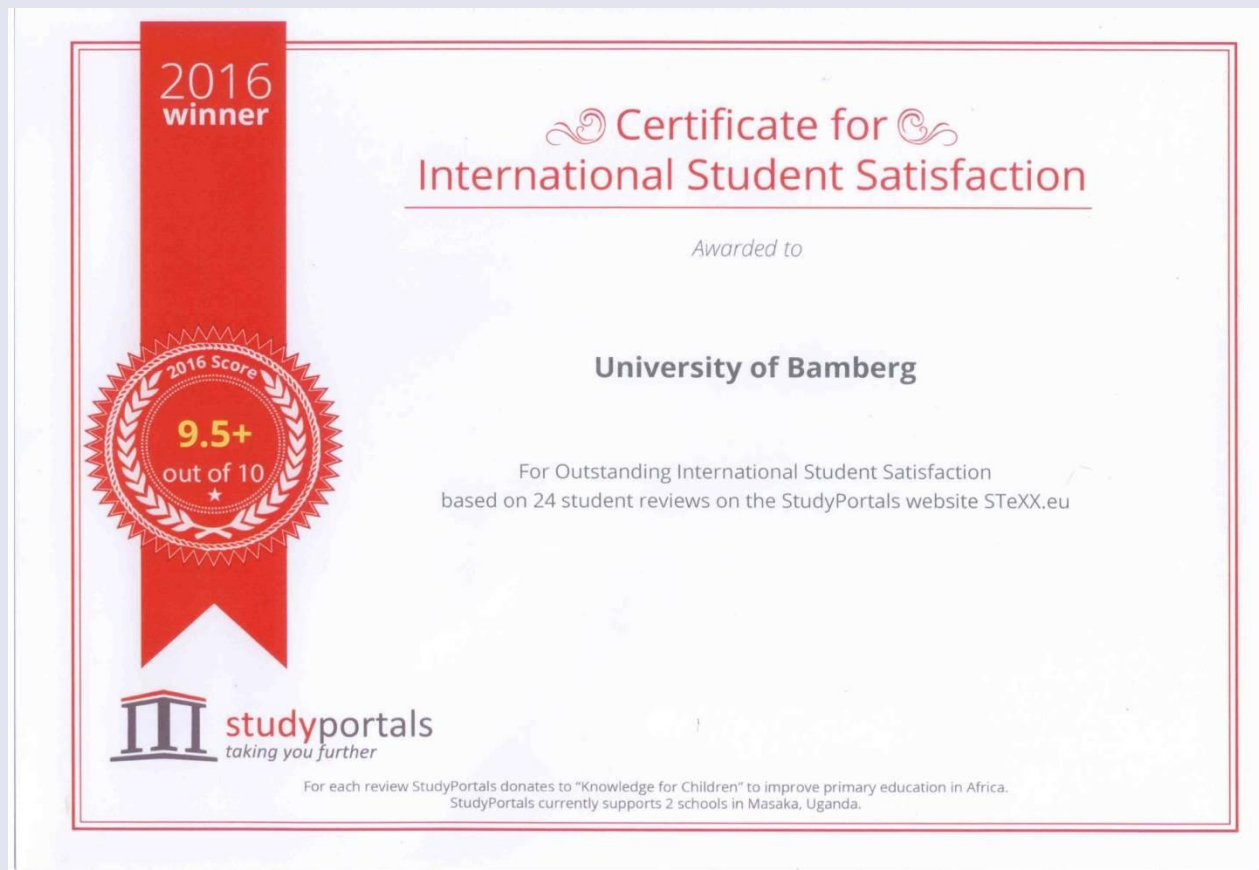 2016
winner
Certificate for
International Student Satisfaction
Awarded to
University of Bamberg
2016 Score
9.5+
out of 10
For Outstanding International Student Satisfaction
based on 24 student reviews on the StudyPortals website STeXX.eu
studyportals
taking you further
For each review StudyPortals donates to "Knowledge for Children" to improve primary education in Africa.
StudyPortals currently supports 2 schools in Masaka, Uganda.